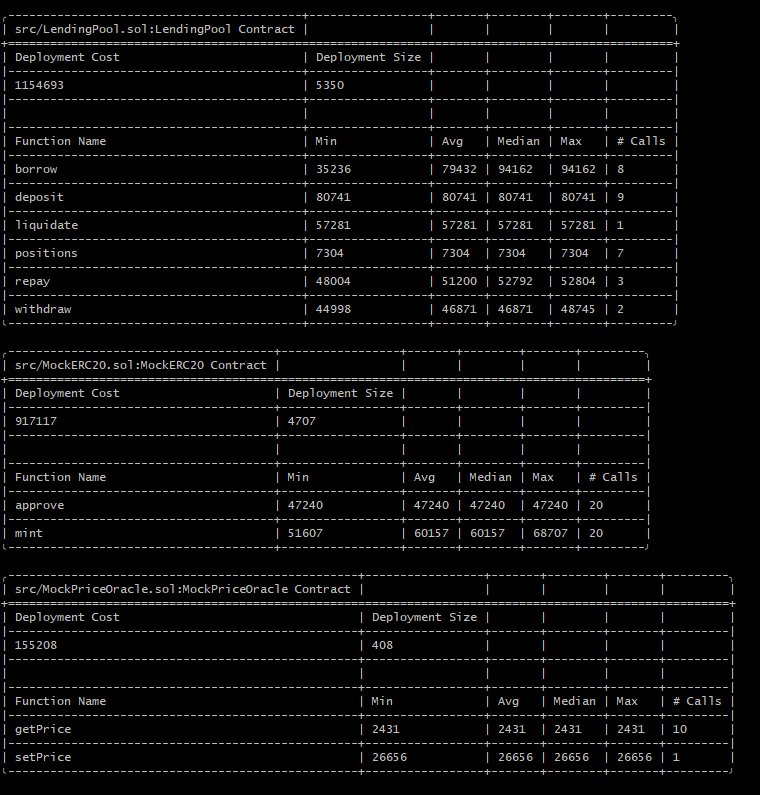 src/LendingPool.sol:LendingPool Contract
Deployment Cost | Deployment Size
1154693 | 5350
Function Name | Min | Avg | Median | Max | # Calls
borrow | 35236 | 79432 | 94162 | 94162 | 8
deposit | 80741 | 80741 | 80741 | 80741 | 9
liquidate | 57281 | 57281 | 57281 | 57281 | 1
positions | 7304 | 7304 | 7304 | 7304 | 7
repay | 48004 | 51200 | 52792 | 52804 | 3
withdraw | 44998 | 46871 | 46871 | 48745 | 2
src/MockERC20.sol:MockERC20 Contract
Deployment Cost | Deployment Size
917117 | 4707
Function Name | Min | Avg | Median | Max | # Calls
approve | 47240 | 47240 | 47240 | 47240 | 20
mint | 51607 | 60157 | 60157 | 68707 | 20
src/MockPriceOracle.sol:MockPriceOracle Contract
Deployment Cost | Deployment Size
155208 | 408
Function Name | Min | Avg | Median | Max | # Calls
getPrice | 2431 | 2431 | 2431 | 2431 | 10
setPrice | 26656 | 26656 | 26656 | 26656 | 1